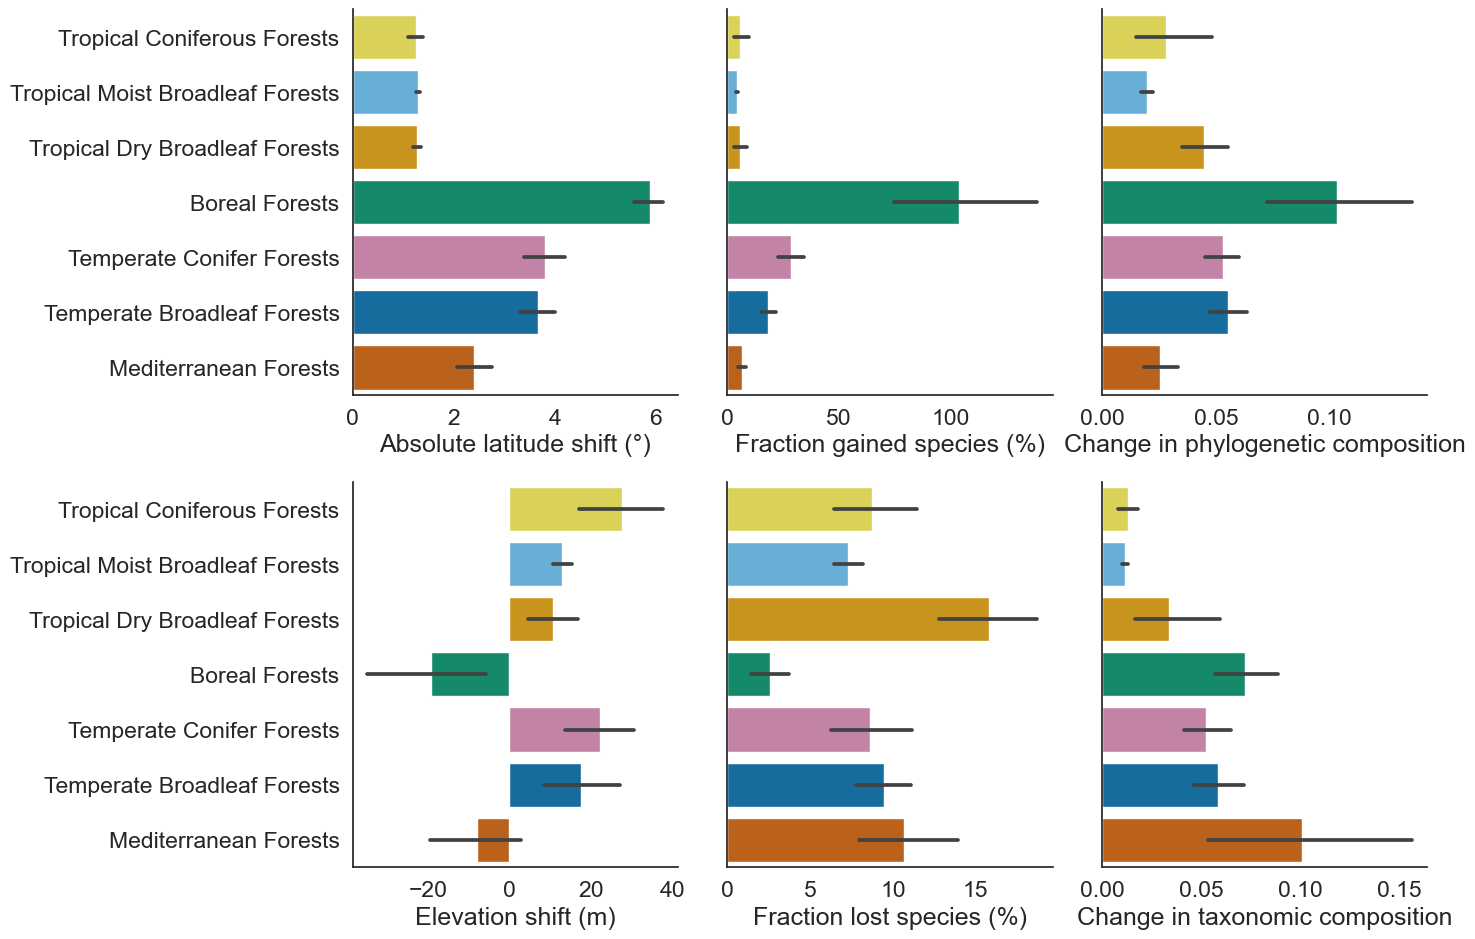 Tropical Coniferous Forests
Tropical Moist Broadleaf Forests
Tropical Dry Broadleaf Forests
Boreal Forests
Temperate Conifer Forests
Temperate Broadleaf Forests
Mediterranean Forests
0 2 4 6
Absolute latitude shift (°)
0 50 100
Fraction gained species (%)
0.00 0.05 0.10
Change in phylogenetic composition
Tropical Coniferous Forests
Tropical Moist Broadleaf Forests
Tropical Dry Broadleaf Forests
Boreal Forests
Temperate Conifer Forests
Temperate Broadleaf Forests
Mediterranean Forests
−20 0 20 40
Elevation shift (m)
0 5 10 15
Fraction lost species (%)
0.00 0.05 0.10 0.15
Change in taxonomic composition